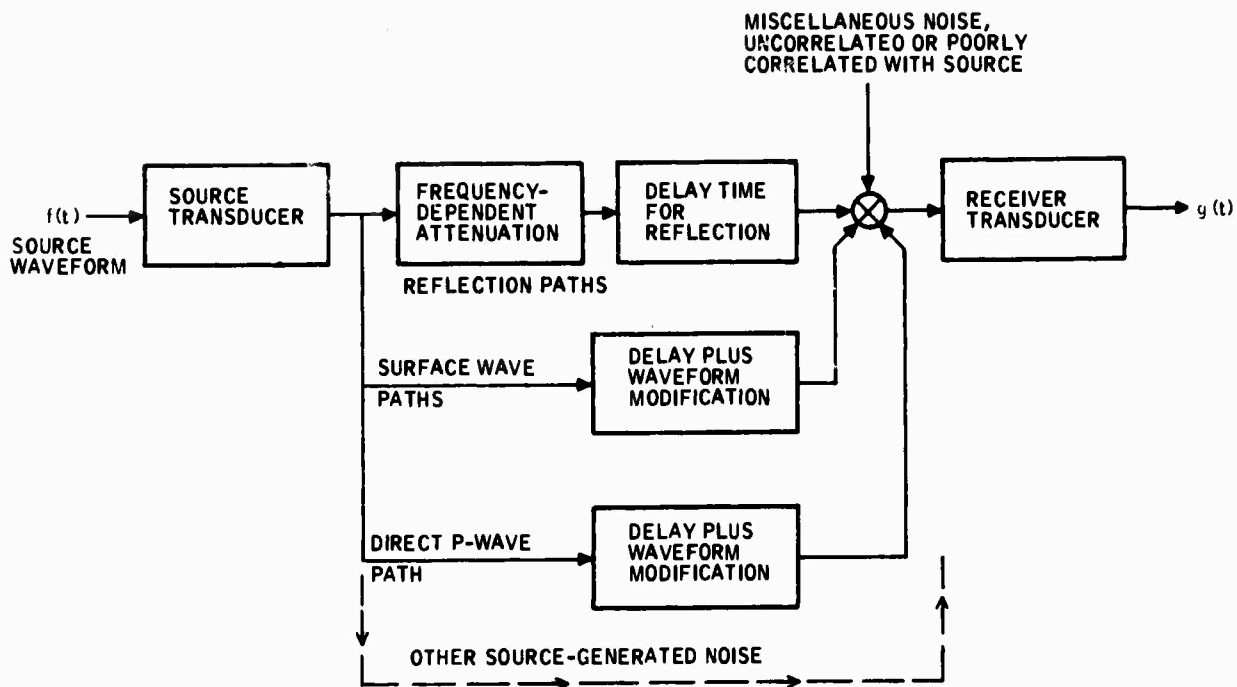 MISCELLANEOUS NOISE,
UNCORRELATED OR POORLY
CORRELATED WITH SOURCE
f(t)
SOURCE
WAVEFORM
SOURCE
TRANSDUCER
FREQUENCY-
DEPENDENT
ATTENUATION
DELAY TIME
FOR
REFLECTION
RECEIVER
TRANSDUCER
g(t)
REFLECTION PATHS
SURFACE WAVE
PATHS
DELAY PLUS
WAVEFORM
MODIFICATION
DIRECT P-WAVE
PATH
DELAY PLUS
WAVEFORM
MODIFICATION
OTHER SOURCE-GENERATED NOISE